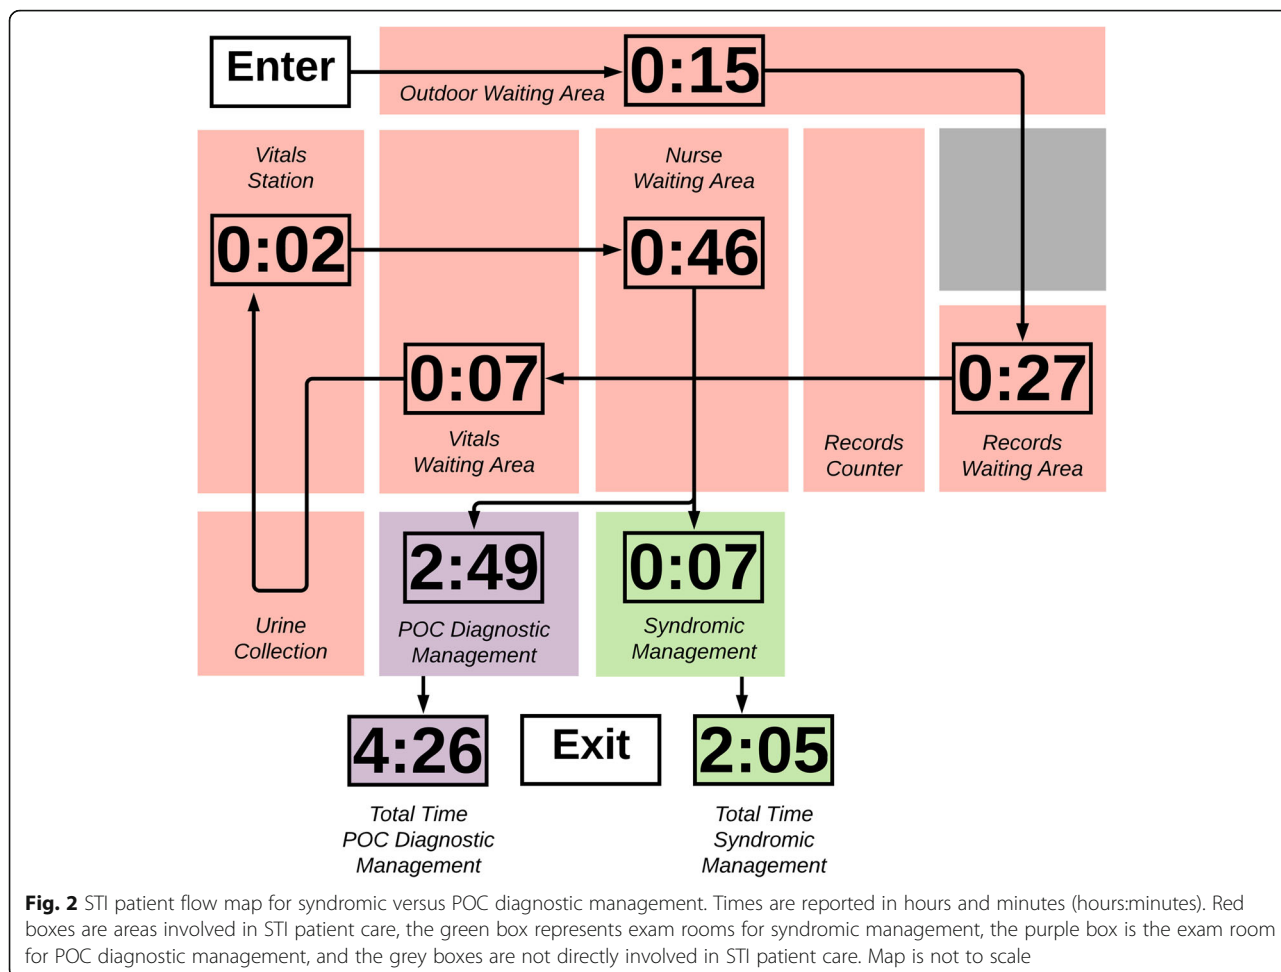 Enter
0:15
Outdoor Waiting Area
Vitals
Station
Nurse
Waiting Area
0:02
0:46
0:07
0:27
Vitals
Waiting Area
Records
Counter
Records
Waiting Area
2:49
0:07
Urine
Collection
POC Diagnostic
Management
Syndromic
Management
4:26
Exit
2:05
Total Time
POC Diagnostic
Management
Total Time
Syndromic
Management
Fig. 2 STI patient flow map for syndromic versus POC diagnostic management. Times are reported in hours and minutes (hours:minutes). Red
boxes are areas involved in STI patient care, the green box represents exam rooms for syndromic management, the purple box is the exam room
for POC diagnostic management, and the grey boxes are not directly involved in STI patient care. Map is not to scale